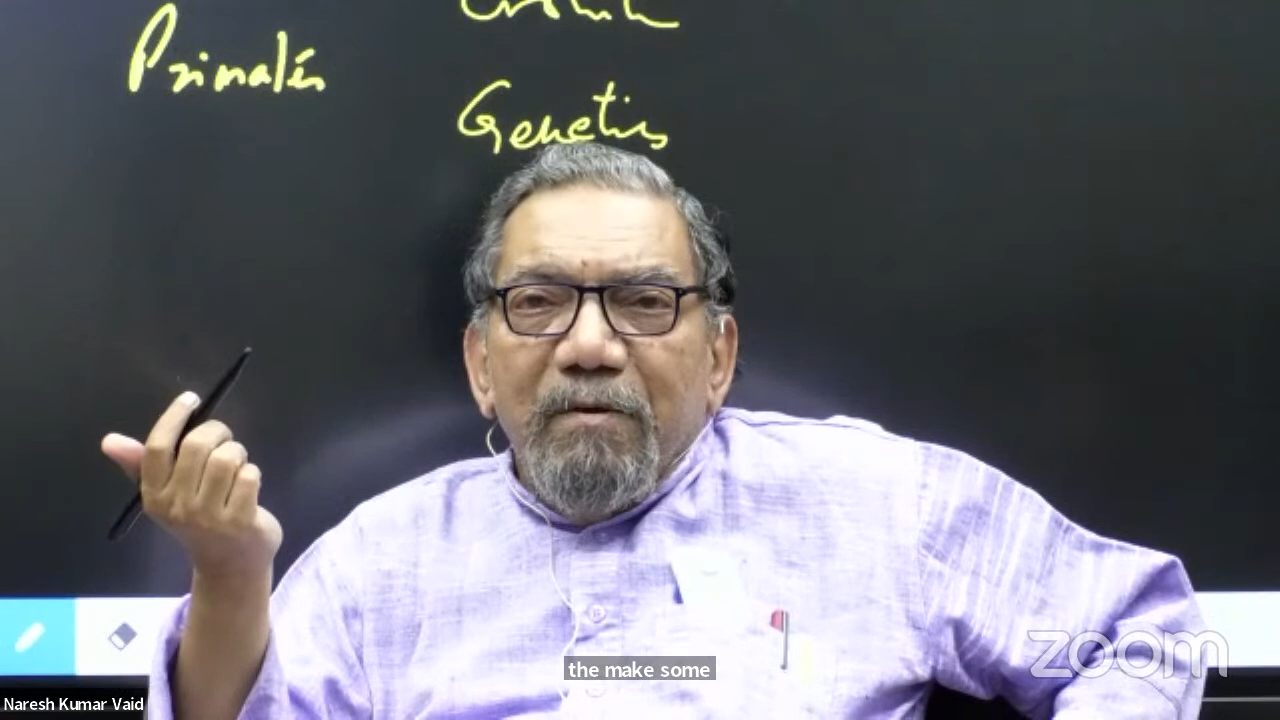 Primates
Genetics
the make some
zoom
Naresh Kumar Vaid